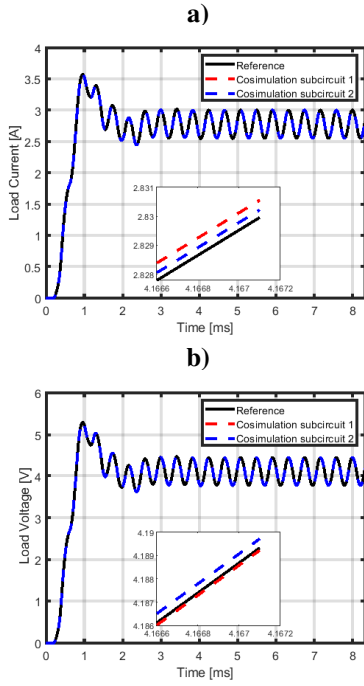 a)
4
3.5
3
2.5
2
1.5
1
0.5
0
Load Current [A]
Reference
Cosimulation subcircuit 1
Cosimulation subcircuit 2
2.831
2.83
2.829
2.828
4.1666 4.1668 4.167 4.1672
0 1 2 3 4 5 6 7 8
Time [ms]
b)
6
5
4
3
2
1
0
Load Voltage [V]
Reference
Cosimulation subcircuit 1
Cosimulation subcircuit 2
4.19
4.189
4.188
4.187
4.186
4.1666 4.1668 4.167 4.1672
0 1 2 3 4 5 6 7 8
Time [ms]